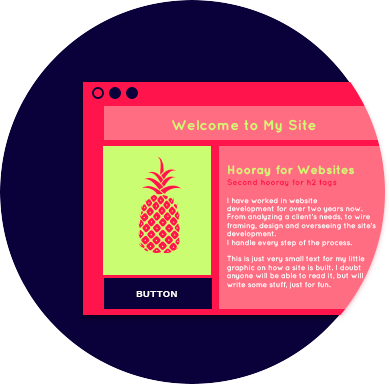 Welcome to My Site
Hooray for Websites
Second hooray for h2 tags
I have worked in website
development for over two years now.
From analyzing a client's needs, to wire
framing, design and overseeing the site's
development.
I handle every step of the process.
This is just very small text for my little
graphic on how a site is built. I doubt
anyone will be able to read it, but will
write some stuff, just for fun.
BUTTON